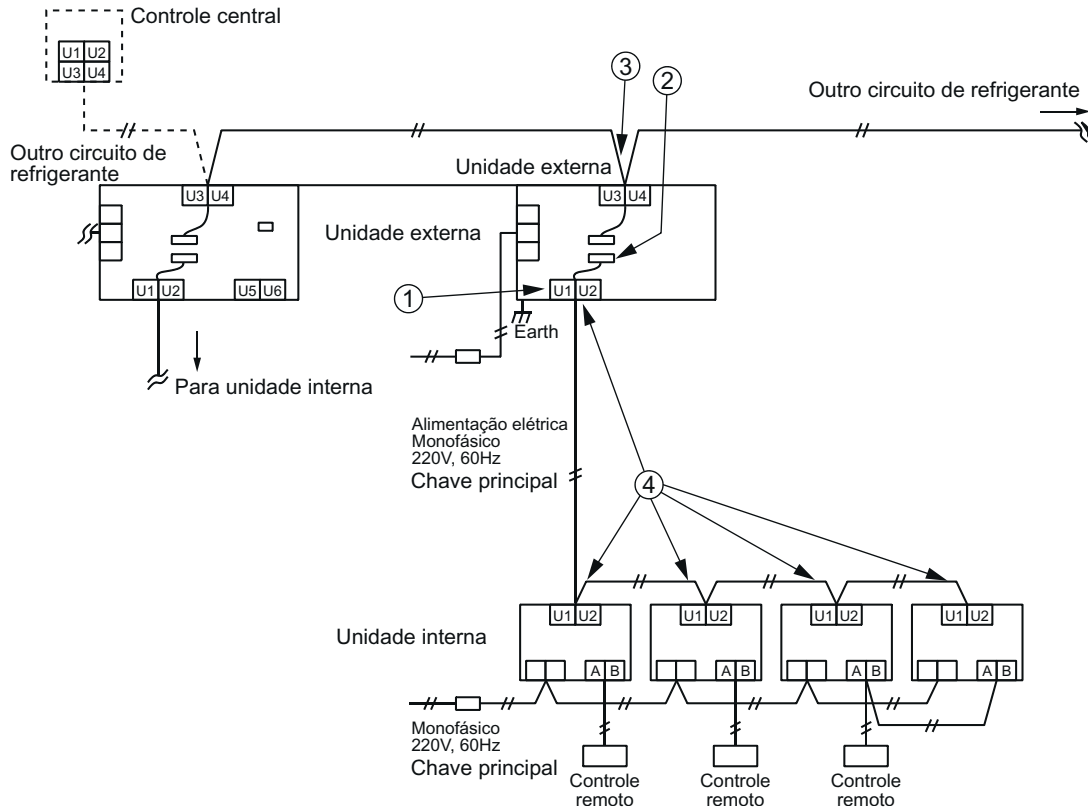 Controle central
U1 U2
U3 U4
3
2
Outro circuito de refrigerante
Outro circuito de
refrigerante
Unidade externa
U3 U4
U3 U4
Unidade externa
U1 U2
U5 U6
1
U1 U2
Earth
Para unidade interna
Alimentação elétrica
Monofásico
220V, 60Hz
Chave principal
4
U1 U2
U1 U2
U1 U2
U1 U2
Unidade interna
A B
A B
A B
A B
Monofásico
220V, 60Hz
Chave principal
Controle
remoto
Controle
remoto
Controle
remoto